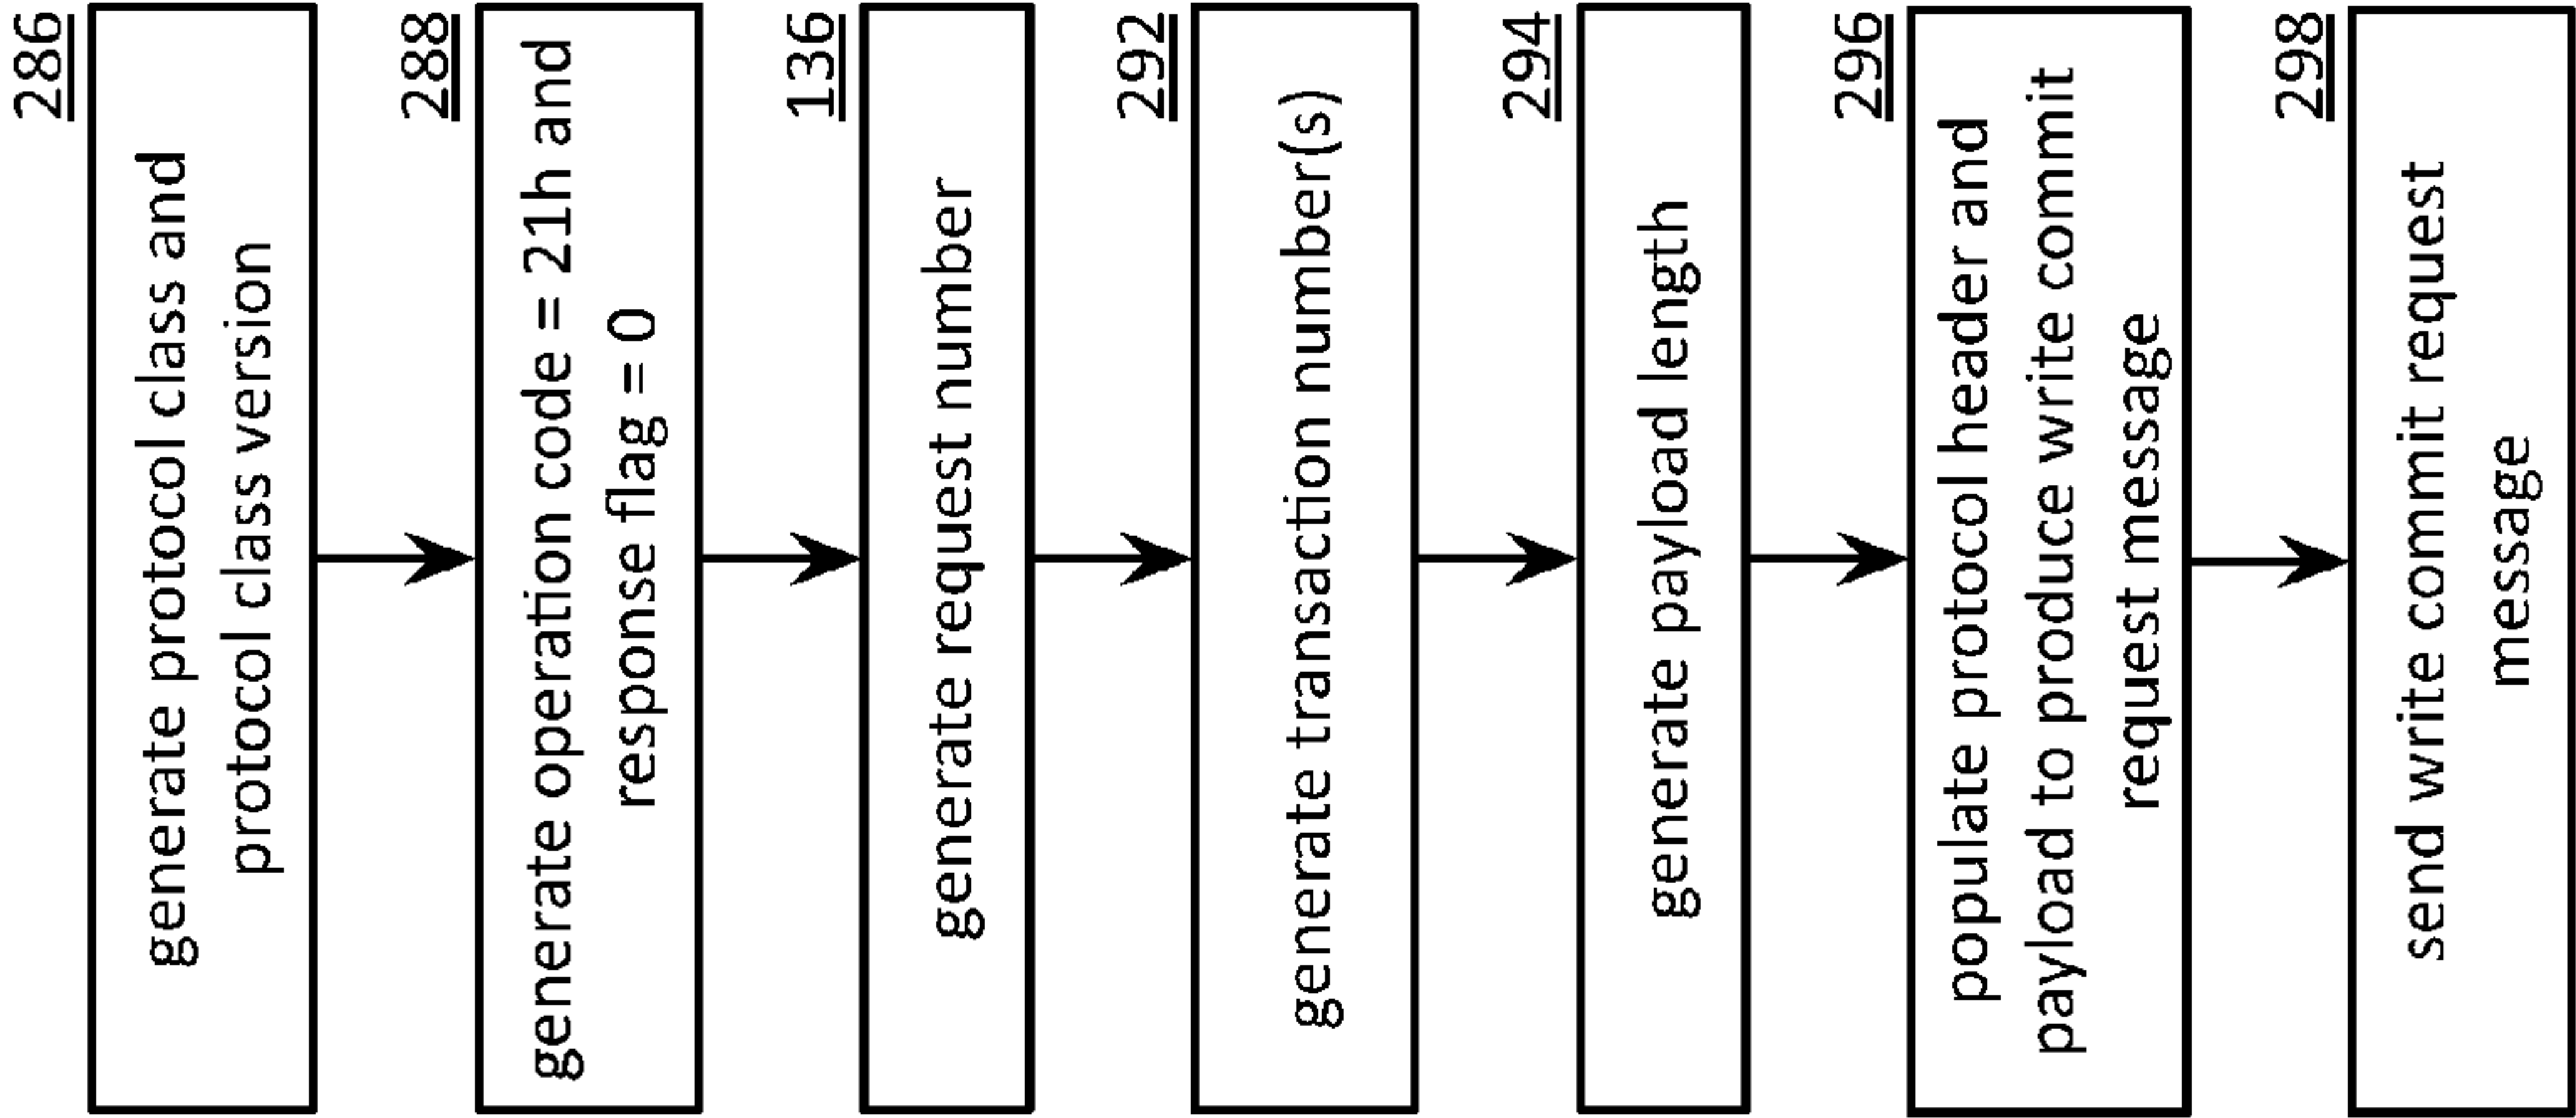 286
generate protocol class and
protocol class version
288
generate operation code = 21h and
response flag = 0
136
generate request number
292
generate transaction number(s)
294
generate payload length
296
populate protocol header and
payload to produce write commit
request message
298
send write commit request
message